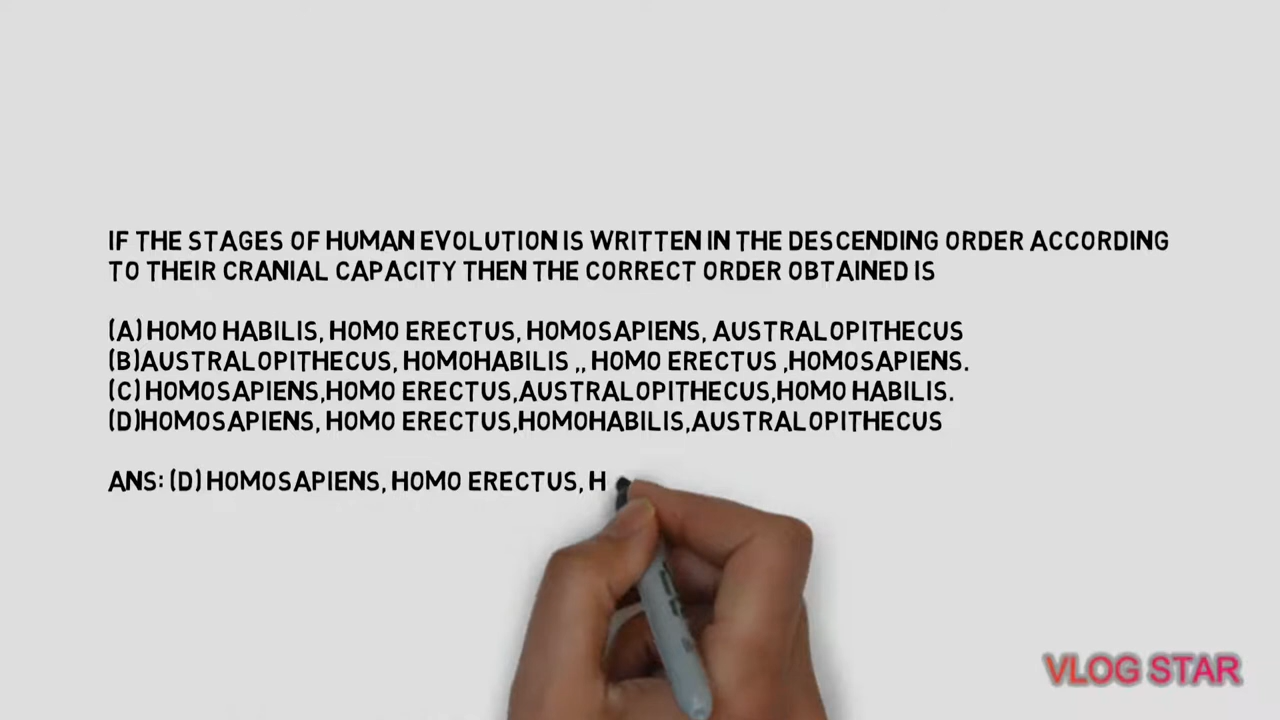 IF THE STAGES OF HUMAN EVOLUTION IS WRITTEN IN THE DESCENDING ORDER ACCORDING
TO THEIR CRANIAL CAPACITY THEN THE CORRECT ORDER OBTAINED IS
(A) HOMO HABILIS, HOMO ERECTUS, HOMOSAPIENS, AUSTRALOPITHECUS
(B)AUSTRALOPITHECUS, HOMOHABILIS ,, HOMO ERECTUS ,HOMOSAPIENS.
(C) HOMOSAPIENS,HOMO ERECTUS,AUSTRALOPITHECUS,HOMO HABILIS.
(D)HOMOSAPIENS, HOMO ERECTUS,HOMOHABILIS,AUSTRALOPITHECUS
ANS: (D) HOMOSAPIENS, HOMO ERECTUS, H
VLOG STAR